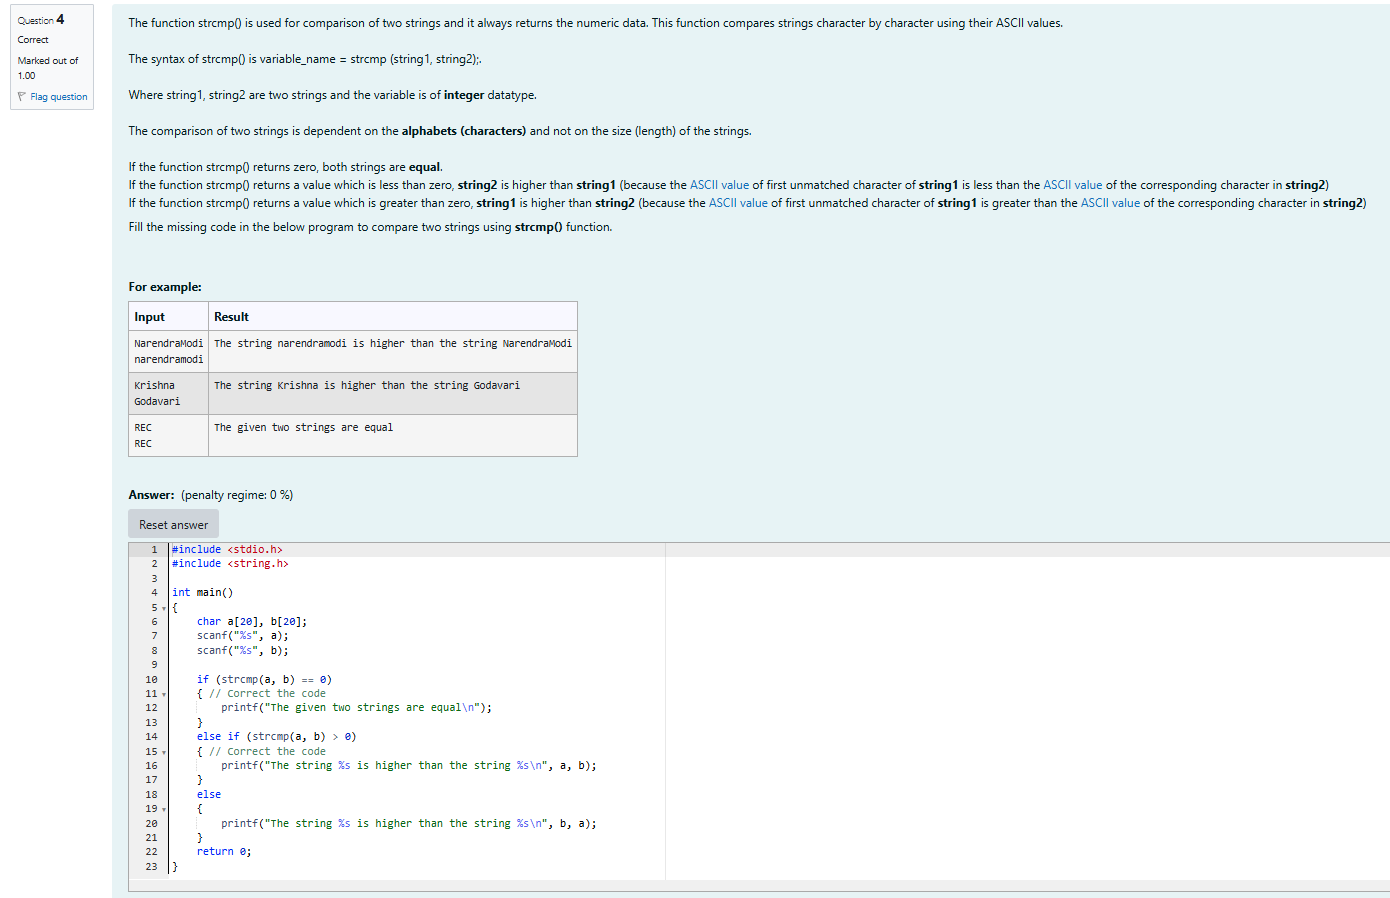 Question 4
Correct
Marked out of
1.00
Flag question
The function strcmp() is used for comparison of two strings and it always returns the numeric data. This function compares strings character by character using their ASCII values.
The syntax of strcmp() is variable_name = strcmp (string1, string2);.
Where string1, string2 are two strings and the variable is of integer datatype.
The comparison of two strings is dependent on the alphabets (characters) and not on the size (length) of the strings.
If the function strcmp() returns zero, both strings are equal.
If the function strcmp() returns a value which is less than zero, string2 is higher than string1 (because the ASCII value of first unmatched character of string1 is less than the ASCII value of the corresponding character in string2)
If the function strcmp() returns a value which is greater than zero, string1 is higher than string2 (because the ASCII value of first unmatched character of string1 is greater than the ASCII value of the corresponding character in string2)
Fill the missing code in the below program to compare two strings using strcmp() function.
For example:
Input Result
NarendraModi The string narendramodi is higher than the string NarendraModi
narendramodi
Krishna The string Krishna is higher than the string Godavari
Godavari
REC The given two strings are equal
REC
Answer: (penalty regime: 0 %)
Reset answer
1 #include <stdio.h>
2 #include <string.h>
3
4 int main()
5 {
6     char a[20], b[20];
7     scanf("%s", a);
8     scanf("%s", b);
9
10     if (strcmp(a, b) == 0)
11     { // Correct the code
12         printf("The given two strings are equal\n");
13     }
14     else if (strcmp(a, b) > 0)
15     { // Correct the code
16         printf("The string %s is higher than the string %s\n", a, b);
17     }
18     else
19     {
20         printf("The string %s is higher than the string %s\n", b, a);
21     }
22     return 0;
23 }